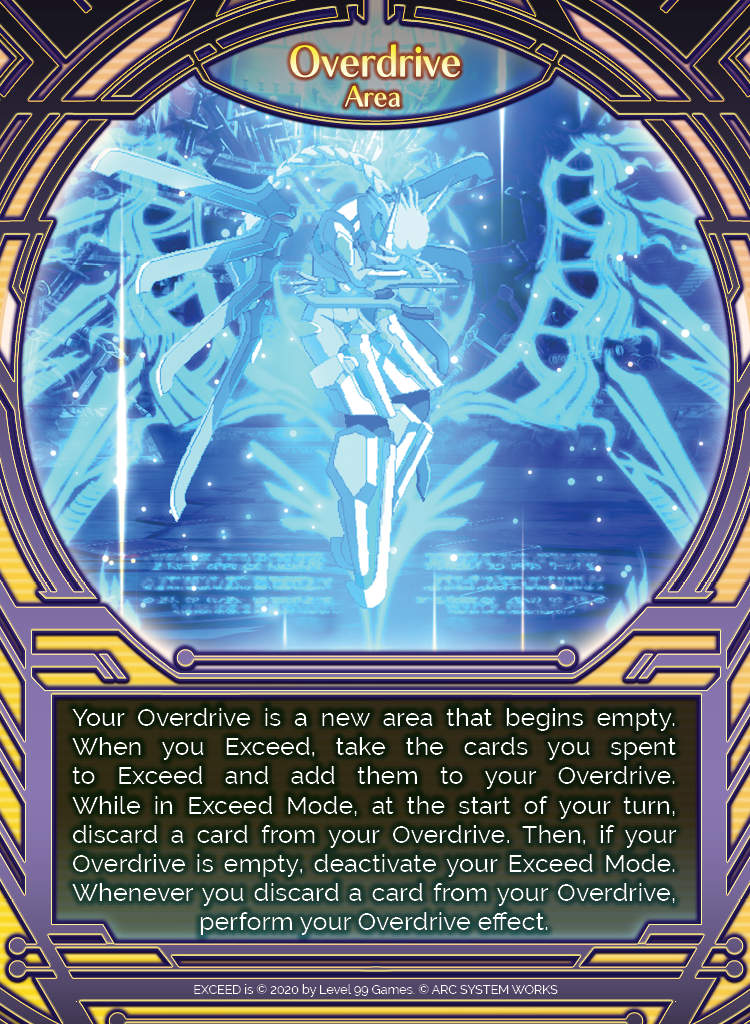 Overdrive
Area
Your Overdrive is a new area that begins empty.
When you Exceed, take the cards you spent
to Exceed and add them to your Overdrive.
While in Exceed Mode, at the start of your turn,
discard a card from your Overdrive. Then, if your
Overdrive is empty, deactivate your Exceed Mode.
Whenever you discard a card from your Overdrive,
perform your Overdrive effect.
EXCEED is © 2020 by Level 99 Games. © ARC SYSTEM WORKS